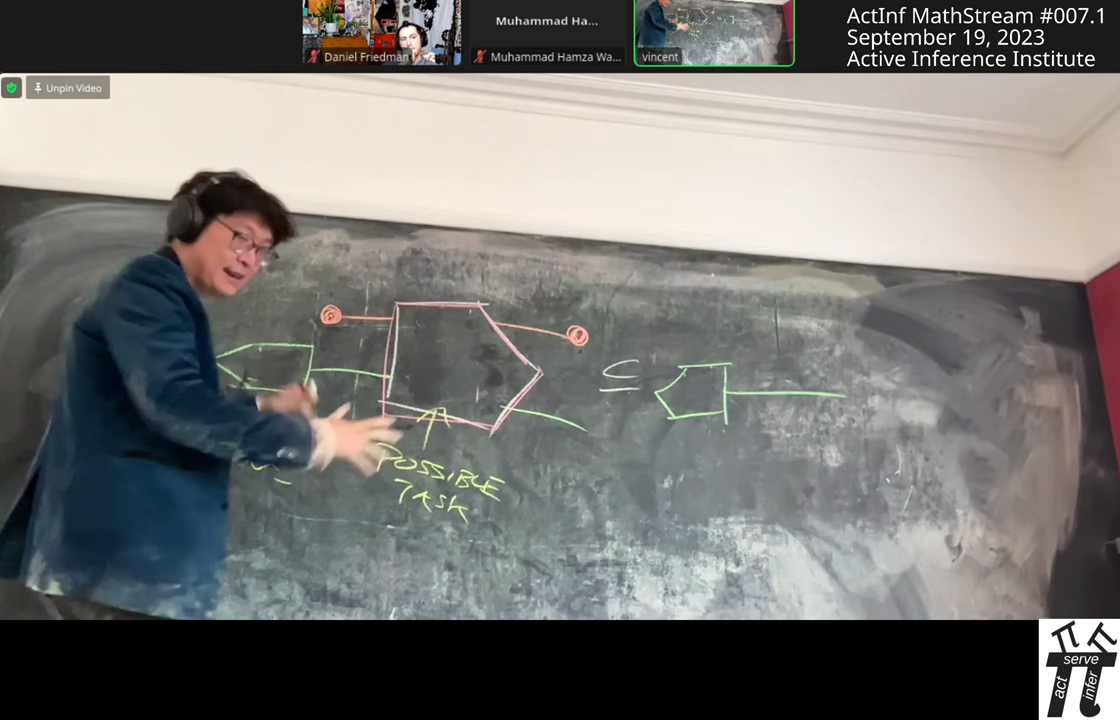 Muhammad Ha...
Daniel Friedman
Muhammad Hamza Wa...
vincent
ActInf MathStream #007.1
September 19, 2023
Active Inference Institute
Unpin Video
⊆
POSSIBLE
TASK
act
serve
infer